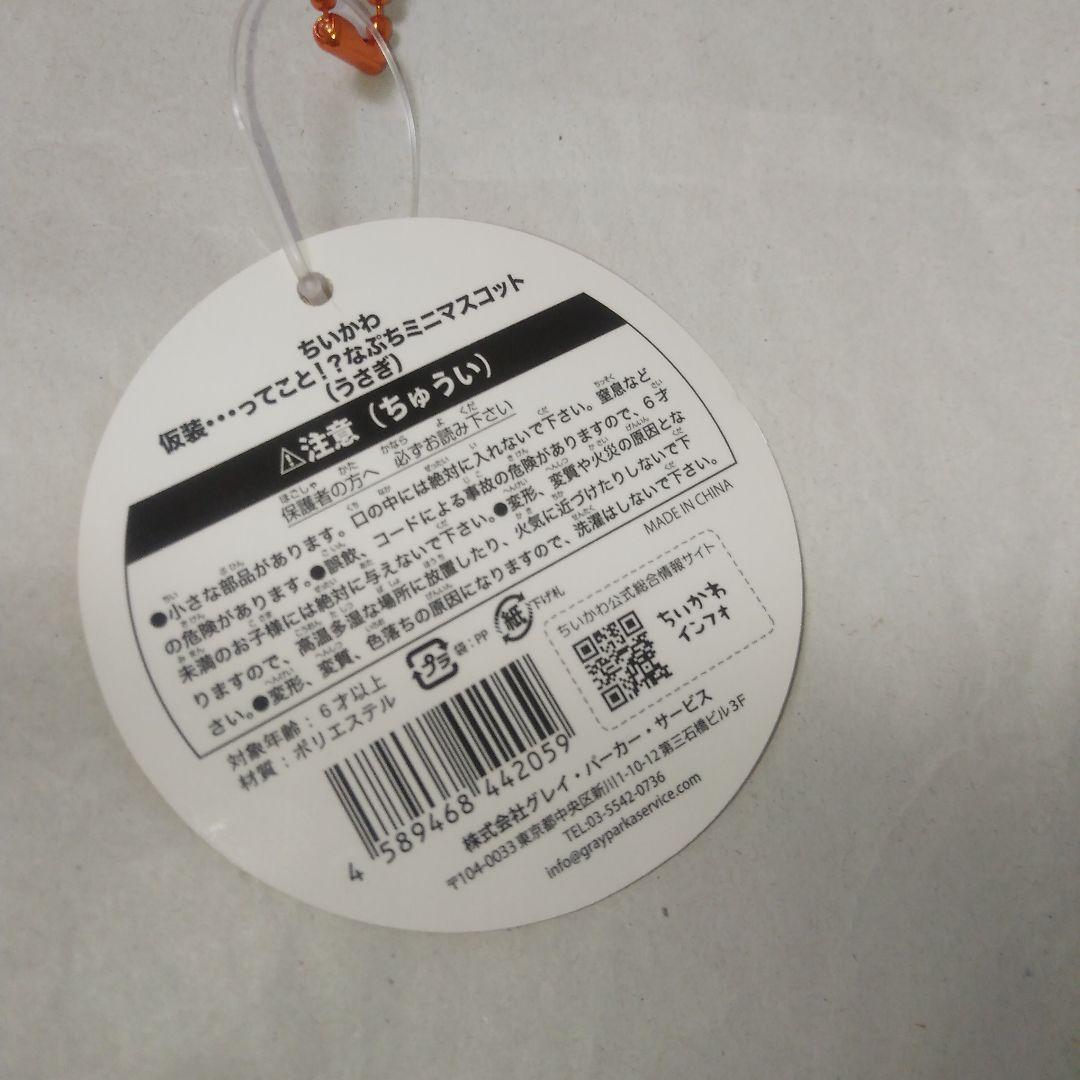 ちいかわ
仮装・・・ってこと！？なぷちミニマスコット
（うさぎ）
⚠注意（ちゅうい）
保護者の方へ 必ずお読み下さい
●小さな部品があります。口の中には絶対に入れないで下さい。窒息など
の危険があります。●誤飲、コードによる事故の危険がありますので、6才
未満のお子様には絶対に与えないで下さい。●変形、変質や火災の原因とな
りますので、高温多湿な場所に放置したり、火気に近づけたりしないで下
さい。●変形、変質、色落ちの原因になりますので、洗濯はしないで下さい。
MADE IN CHINA
対象年齢：6才以上
材質：ポリエステル
プラ
袋：PP
紙
下げ札
ちいかわ公式総合情報サイト
ちいかわ
インフォ
4 589468 442059
株式会社グレイ・パーカー・サービス
〒104-0033 東京都中央区新川1-10-12 第三石橋ビル3F
TEL:03-5542-0736
info@grayparkaservice.com